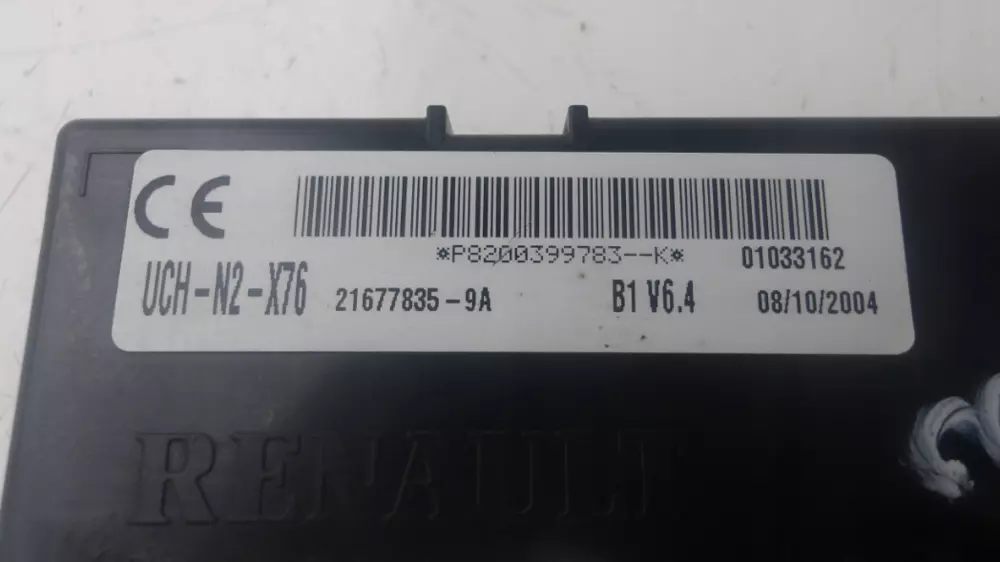 CE
*P8200399783--K* 01033162
UCH-N2-X76 21677835-9A B1 V6.4 08/10/2004
RENAULT